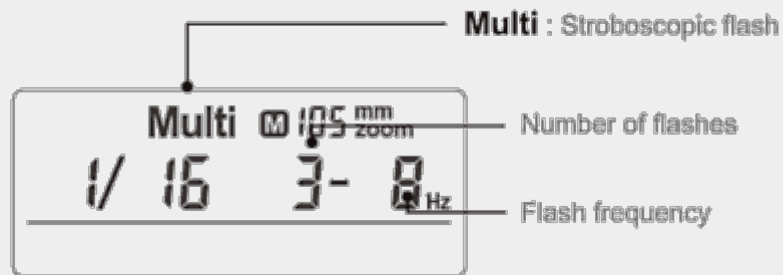 Multi : Stroboscopic flash
Multi M 105 mm zoom
Number of flashes
1/ 16 3- 8 Hz
Flash frequency